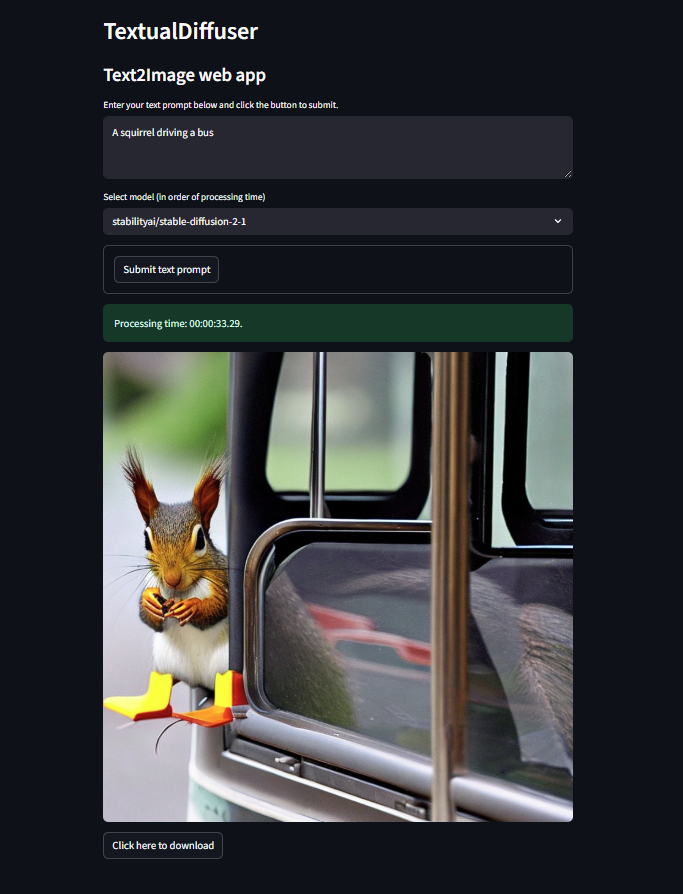 TextualDiffuser
Text2Image web app
Enter your text prompt below and click the button to submit.
A squirrel driving a bus
Select model (in order of processing time)
stabilityai/stable-diffusion-2-1
Submit text prompt
Processing time: 00:00:33.29.
Click here to download